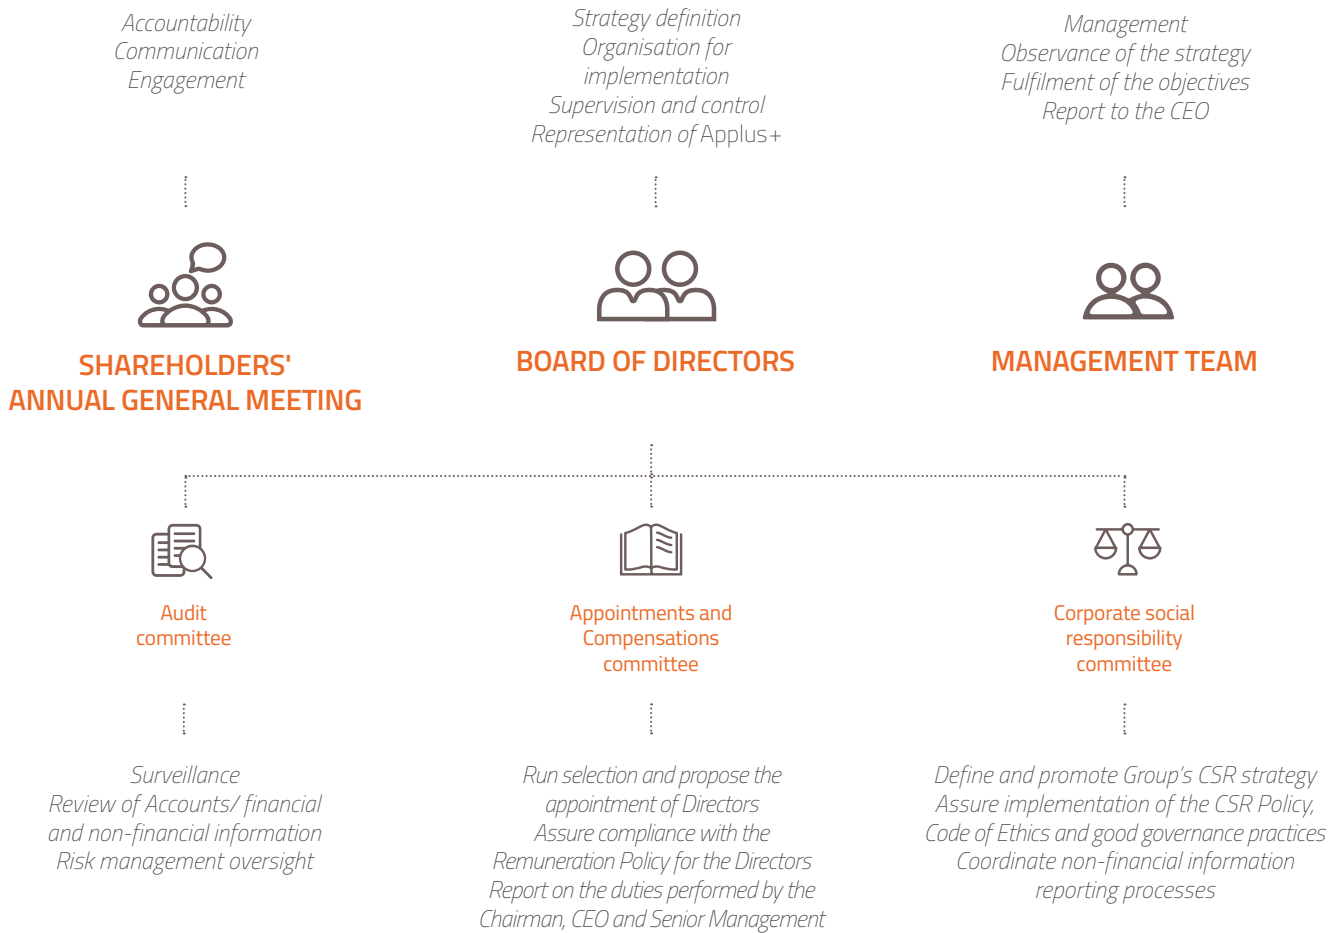 Accountability
Communication
Engagement
Strategy definition
Organisation for
implementation
Supervision and control
Representation of Applus+
Management
Observance of the strategy
Fulfilment of the objectives
Report to the CEO
SHAREHOLDERS'
ANNUAL GENERAL MEETING
BOARD OF DIRECTORS
MANAGEMENT TEAM
Audit
committee
Appointments and
Compensations
committee
Corporate social
responsibility
committee
Surveillance
Review of Accounts/ financial
and non-financial information
Risk management oversight
Run selection and propose the
appointment of Directors
Assure compliance with the
Remuneration Policy for the Directors
Report on the duties performed by the
Chairman, CEO and Senior Management
Define and promote Group's CSR strategy
Assure implementation of the CSR Policy,
Code of Ethics and good governance practices
Coordinate non-financial information
reporting processes